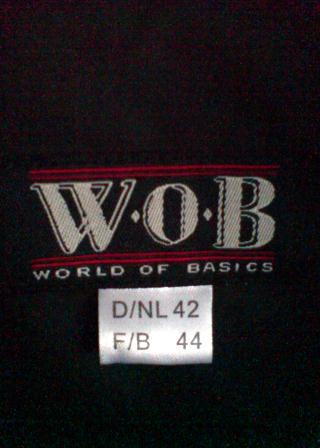 W·O·B
WORLD OF BASICS
D/NL 42
F/B 44